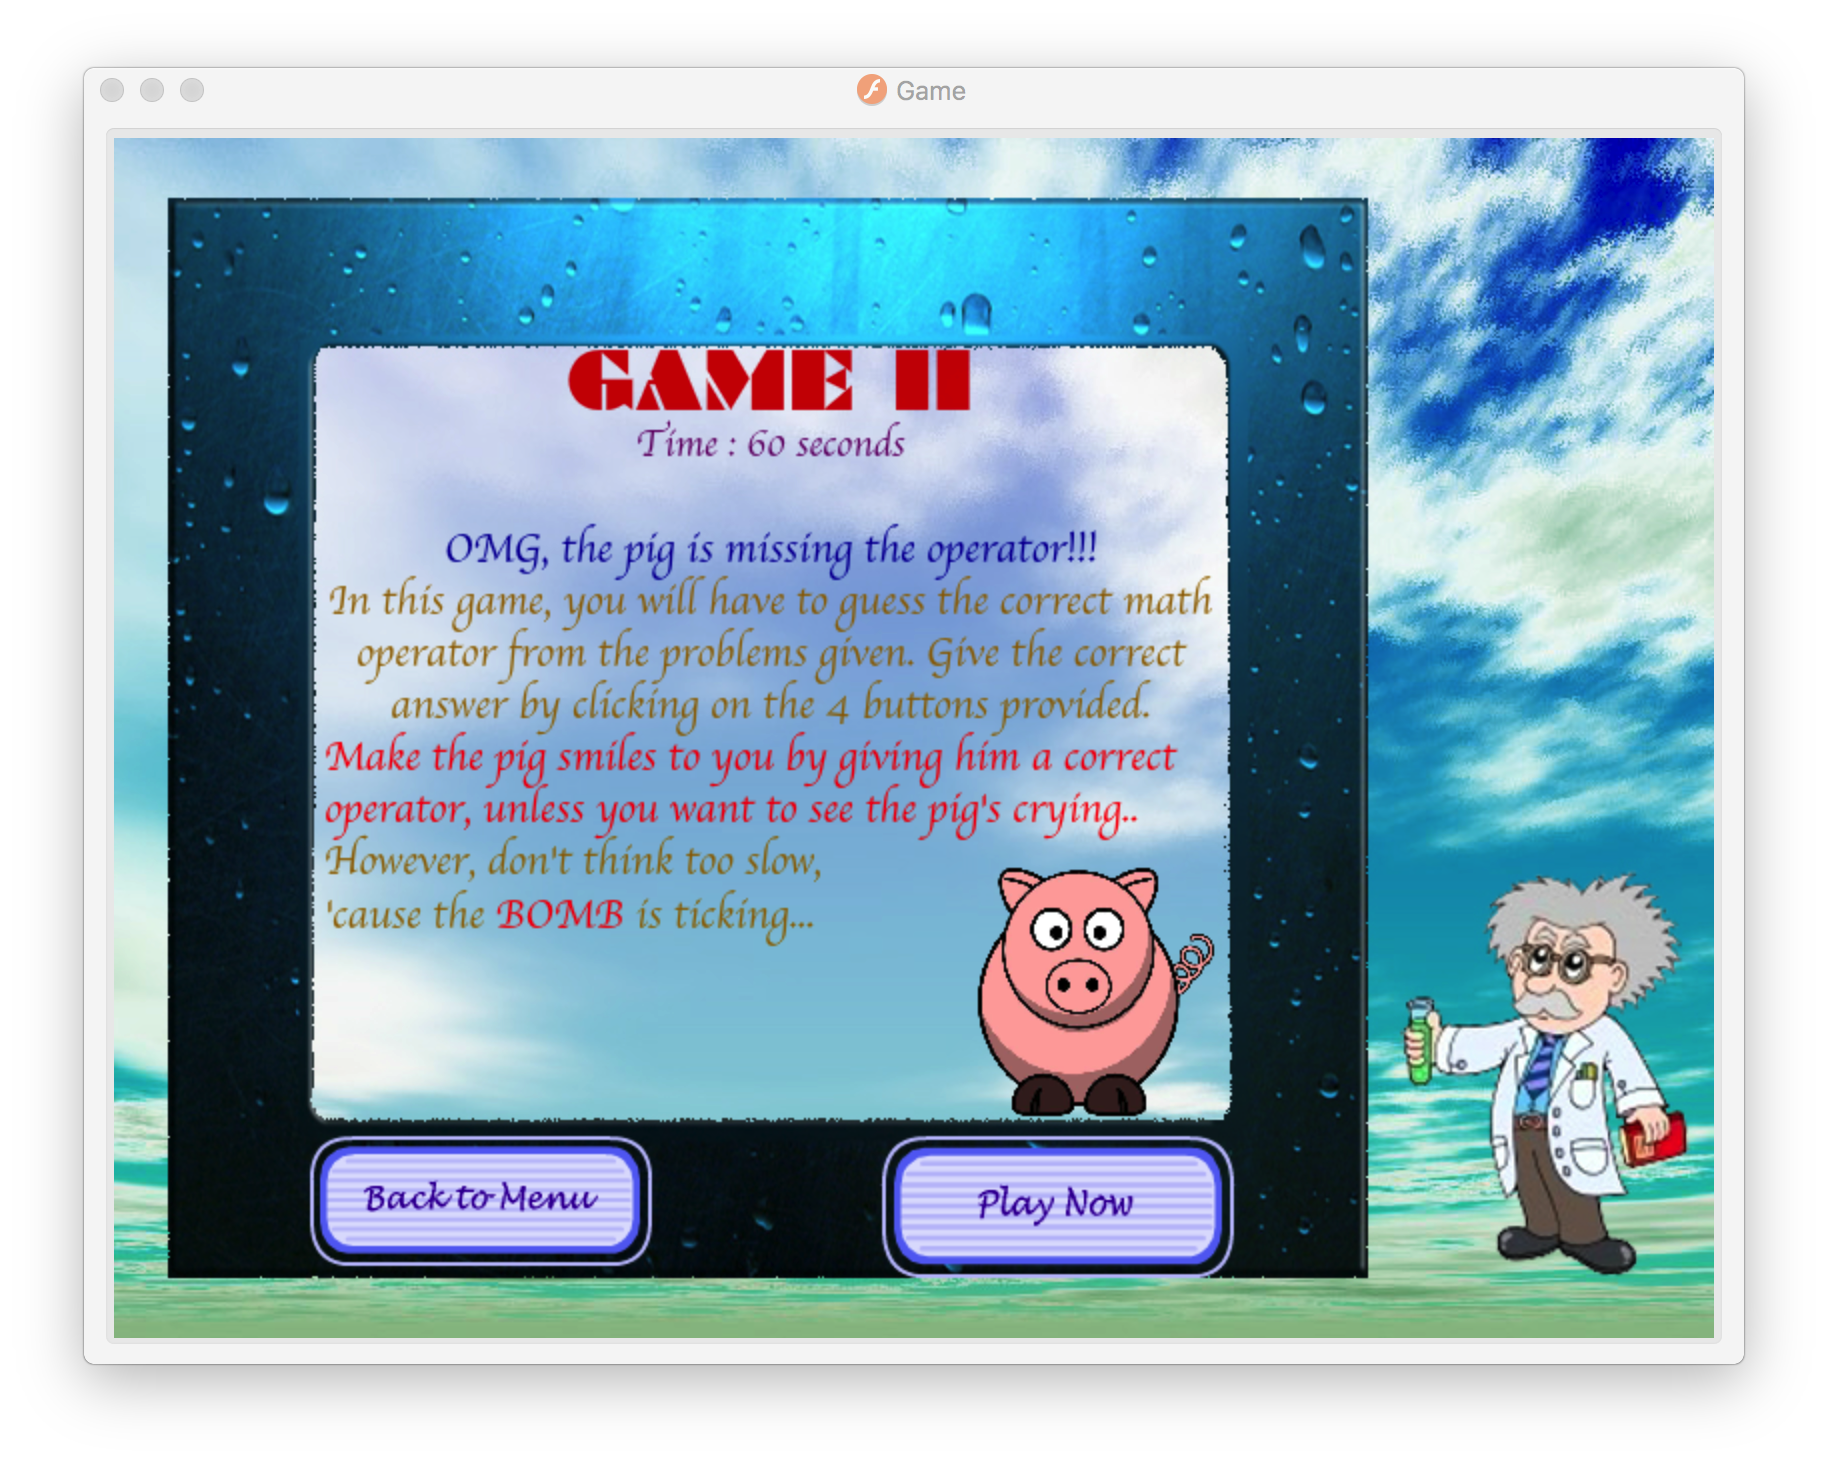 Game
GAME II
Time : 60 seconds
OMG, the pig is missing the operator!!!
In this game, you will have to guess the correct math
operator from the problems given. Give the correct
answer by clicking on the 4 buttons provided.
Make the pig smiles to you by giving him a correct
operator, unless you want to see the pig's crying..
However, don't think too slow,
'cause the BOMB is ticking...
Back to Menu
Play Now